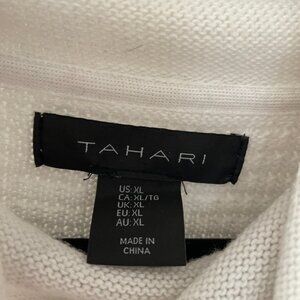 TAHARI
US: XL
CA: XL/TG
UK: XL
EU: XL
AU: XL
MADE IN
CHINA